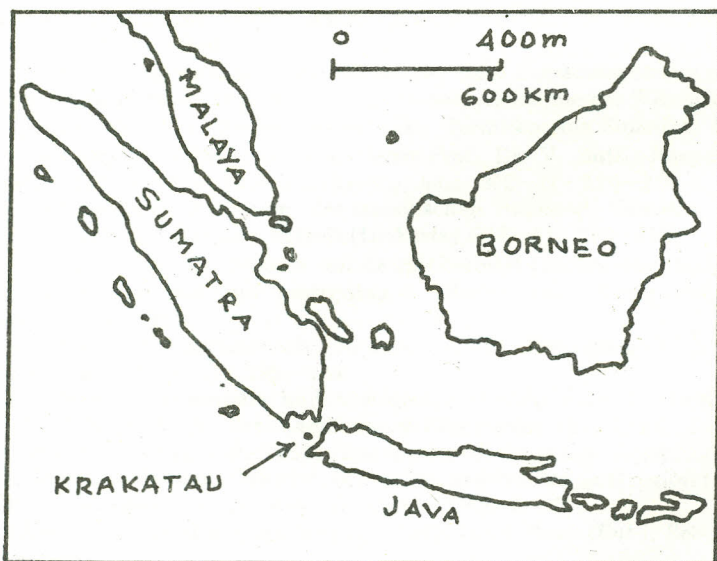 0 400m
600km
MALAYA
SUMATRA
BORNEO
KRAKATAU
JAVA